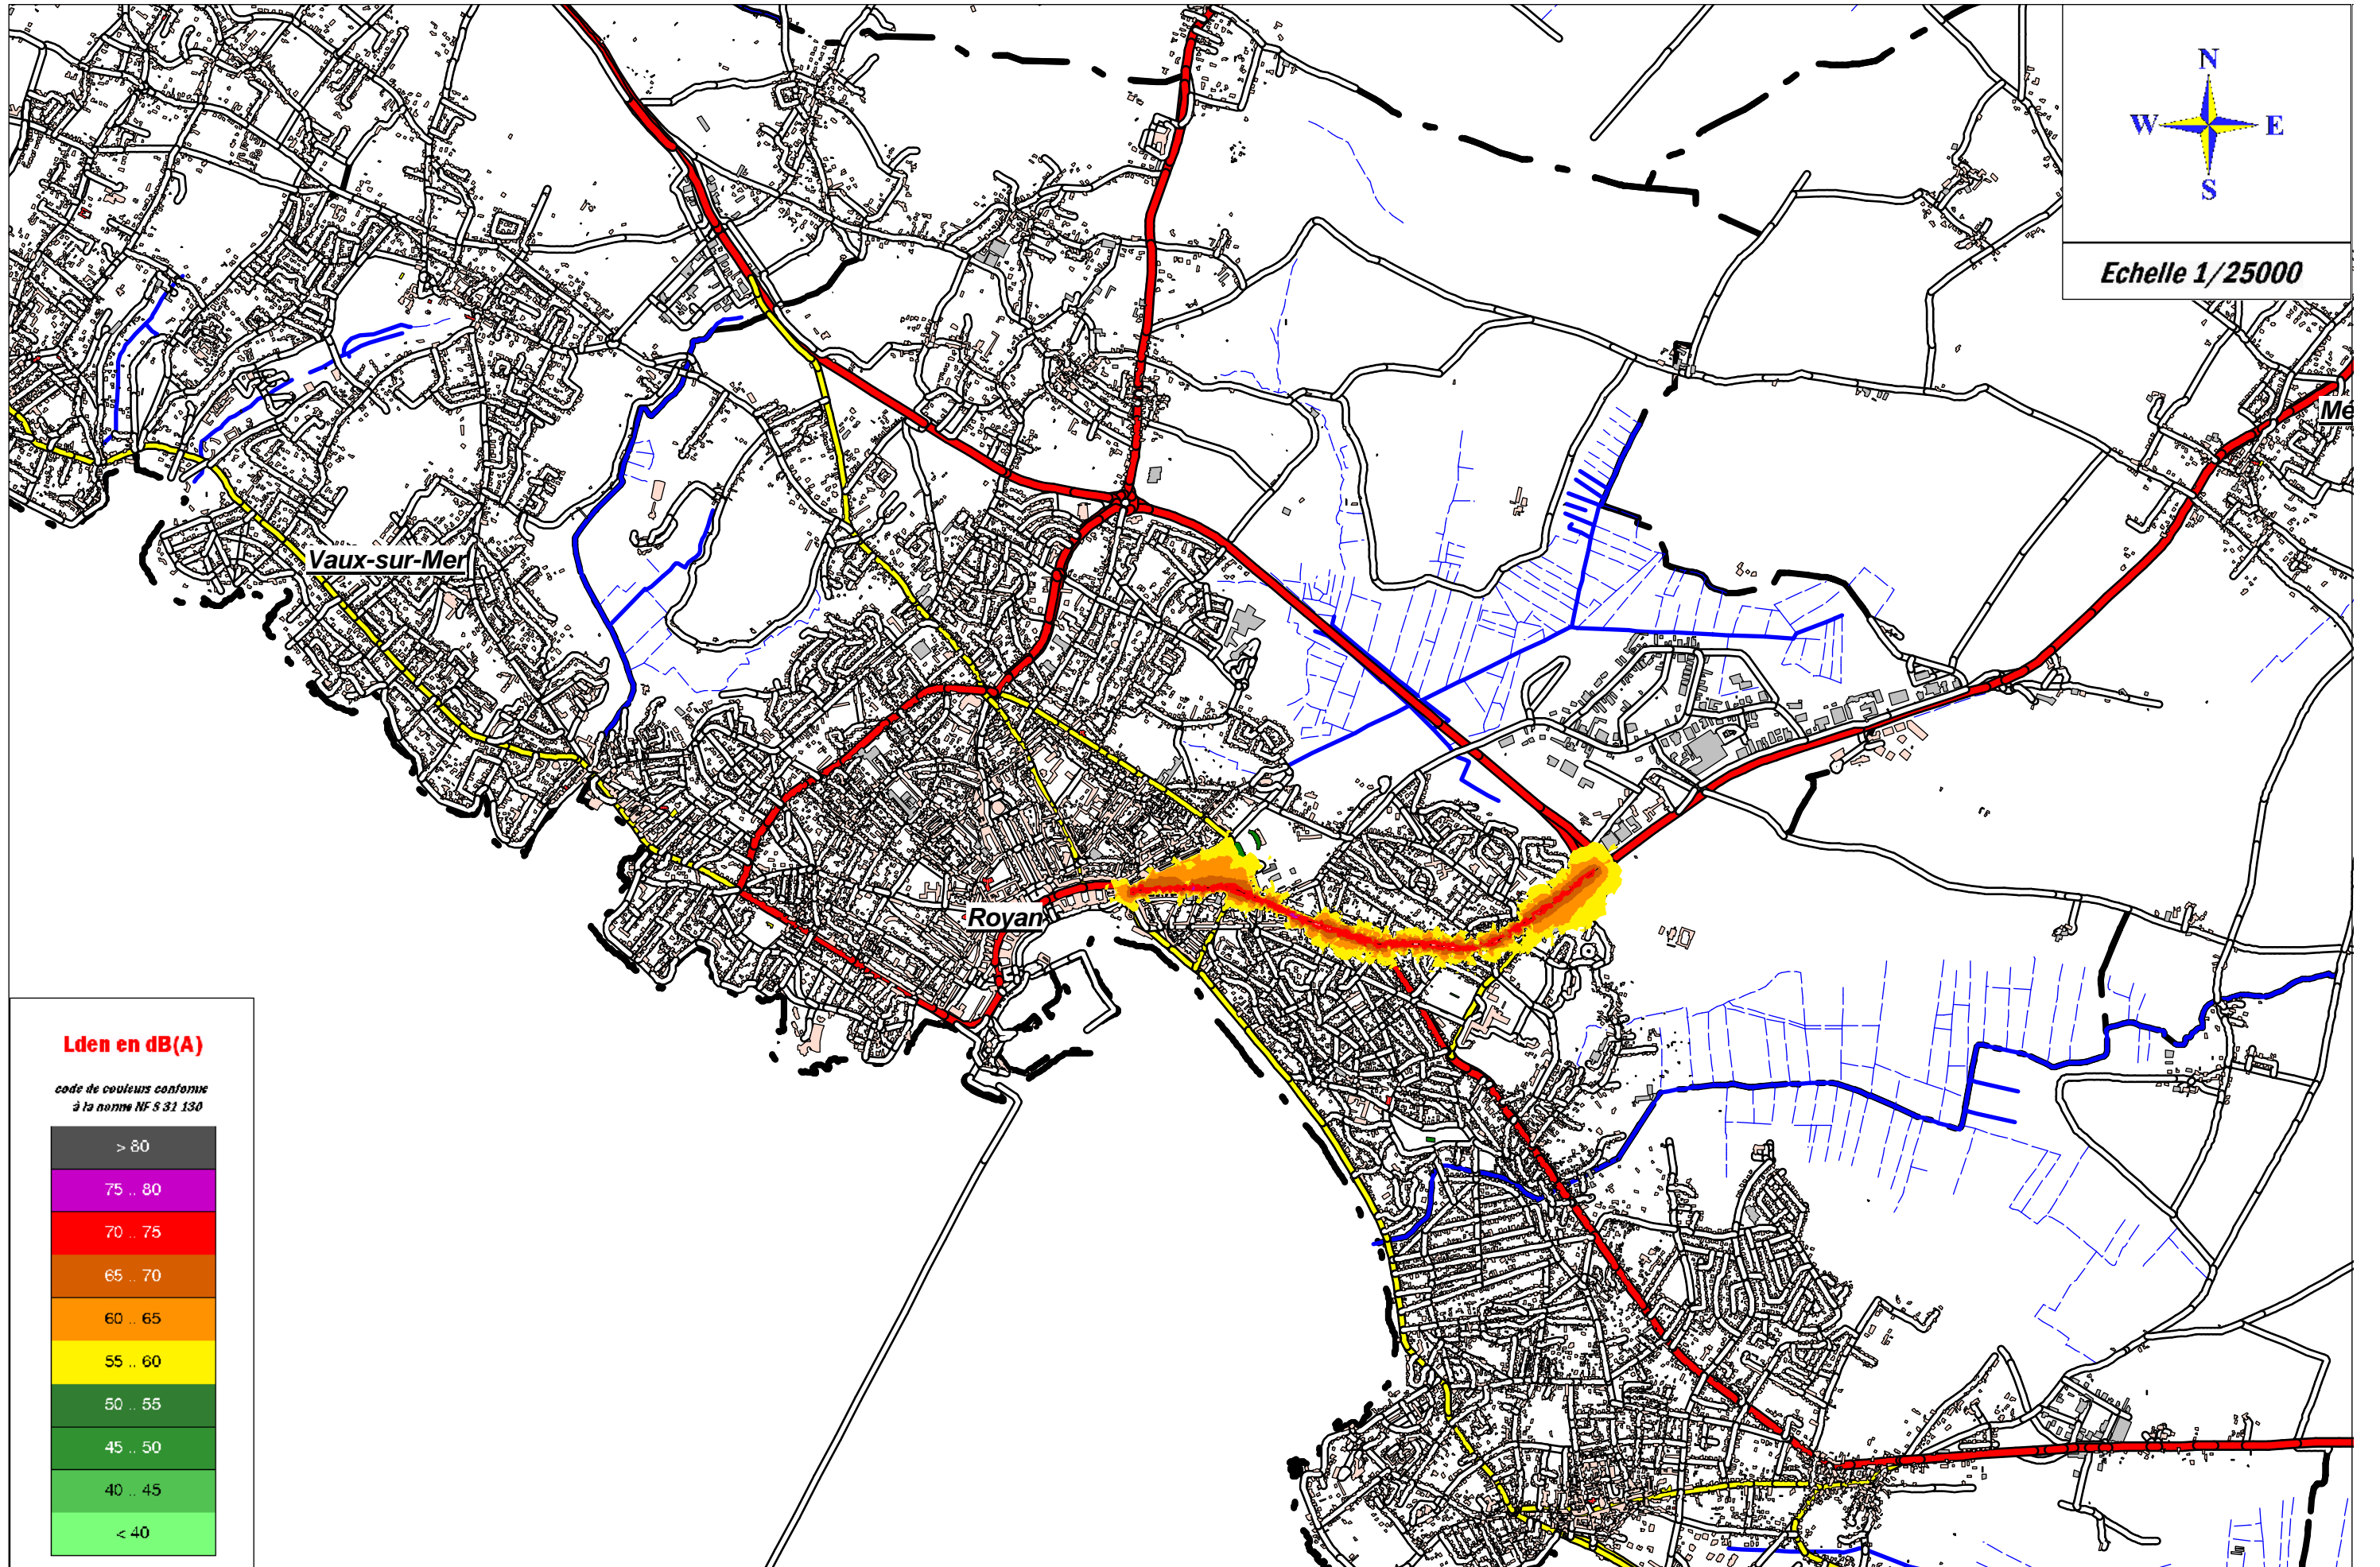 N
W E
S
Echelle 1/25000
Mé
Vaux-sur-Mer
Royan
Lden en dB(A)
code de couleurs conforme
à la norme NF S 31 130
> 80
75 .. 80
70 .. 75
65 .. 70
60 .. 65
55 .. 60
50 .. 55
45 .. 50
40 .. 45
< 40